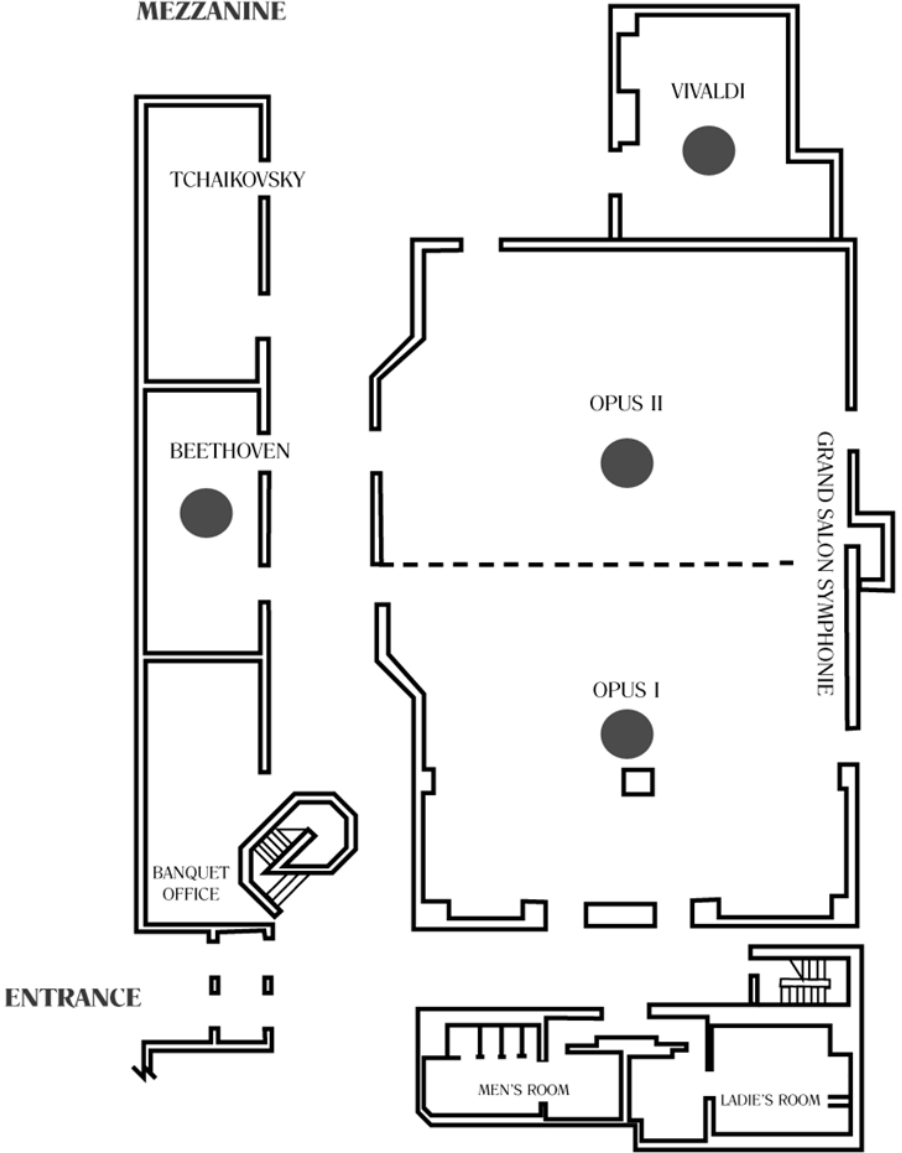 MEZZANINE
VIVALDI
TCHAIKOVSKY
OPUS II
BEETHOVEN
GRAND SALON SYMPHONIE
OPUS I
BANQUET
OFFICE
ENTRANCE
MEN'S ROOM
LADIE'S ROOM